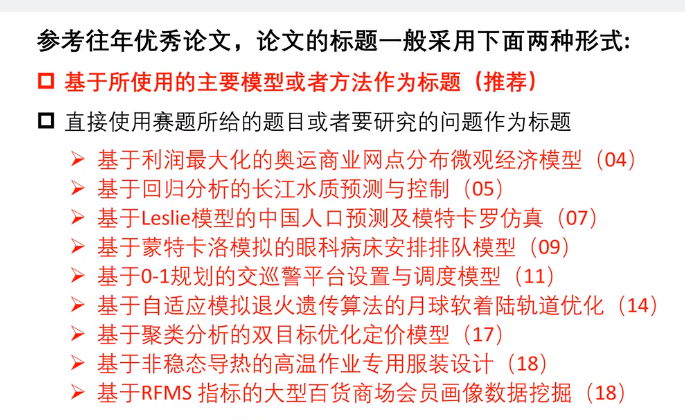 参考往年优秀论文，论文的标题一般采用下面两种形式:
基于所使用的主要模型或者方法作为标题（推荐）
直接使用赛题所给的题目或者要研究的问题作为标题
基于利润最大化的奥运商业网点分布微观经济模型（04）
基于回归分析的长江水质预测与控制（05）
基于Leslie模型的中国人口预测及模特卡罗仿真（07）
基于蒙特卡洛模拟的眼科病床安排排队模型（09）
基于0-1规划的交巡警平台设置与调度模型（11）
基于自适应模拟退火遗传算法的月球软着陆轨道优化（14）
基于聚类分析的双目标优化定价模型（17）
基于非稳态导热的高温作业专用服装设计（18）
基于RFMS 指标的大型百货商场会员画像数据挖掘（18）